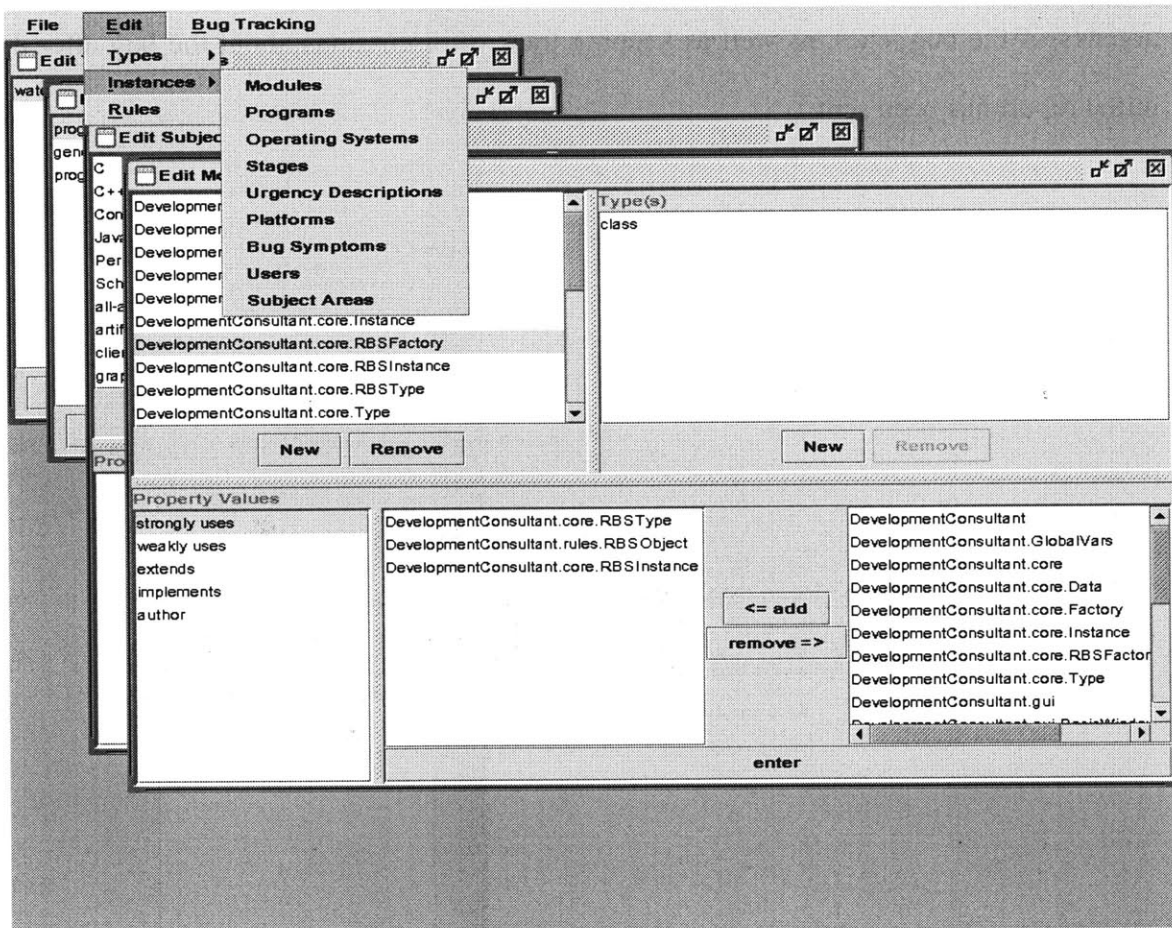 File Edit Bug Tracking
Types
Instances
Rules
Modules
Programs
Operating Systems
Stages
Urgency Descriptions
Platforms
Bug Symptoms
Users
Subject Areas
Edit
Edit Subjec
C
C++
Con
Java
Per
Sch
all-a
artif
clien
grap
Edit Mo
Developmen
Developmen
Developmen
Developmen
Developmen
DevelopmentConsultant.core.Instance
DevelopmentConsultant.core.RBSFactory
DevelopmentConsultant.core.RBSInstance
DevelopmentConsultant.core.RBSType
DevelopmentConsultant.core.Type
New Remove
Type(s)
class
New Remove
Property Values
strongly uses
weakly uses
extends
implements
author
DevelopmentConsultant.core.RBSType
DevelopmentConsultant.rules.RBSObject
DevelopmentConsultant.core.RBSInstance
<= add
remove =>
DevelopmentConsultant
DevelopmentConsultant.GlobalVars
DevelopmentConsultant.core
DevelopmentConsultant.core.Data
DevelopmentConsultant.core.Factory
DevelopmentConsultant.core.Instance
DevelopmentConsultant.core.RBSFactor
DevelopmentConsultant.core.Type
DevelopmentConsultant.gui
enter